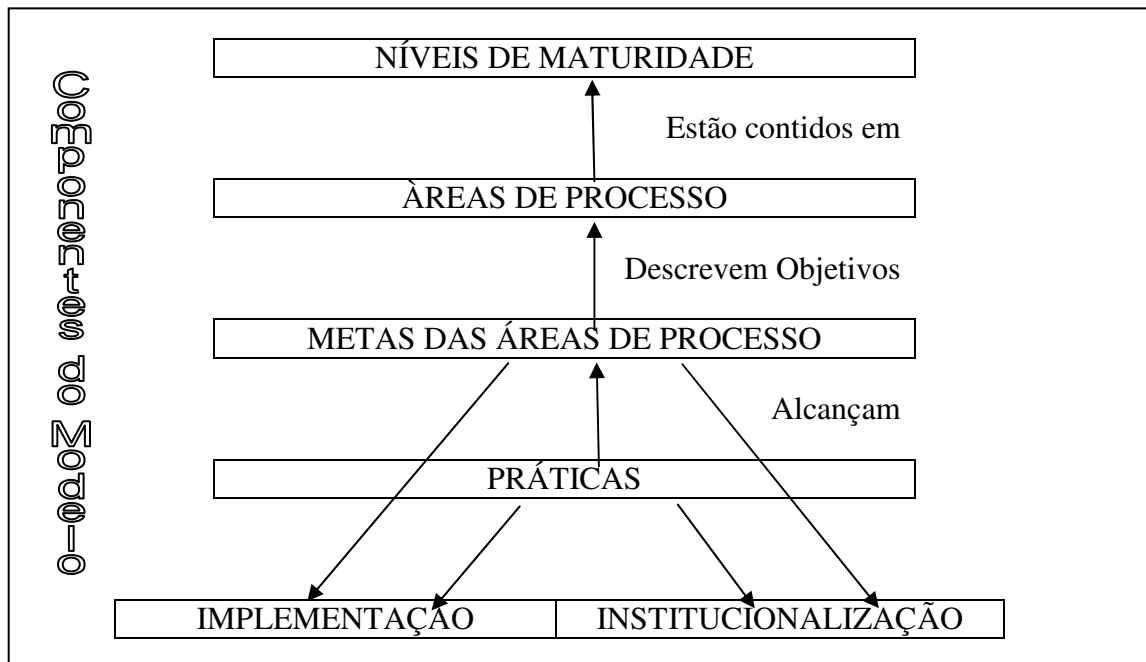 Componentes do Modelo
NÍVEIS DE MATURIDADE
Estão contidos em
ÀREAS DE PROCESSO
Descrevem Objetivos
METAS DAS ÁREAS DE PROCESSO
Alcançam
PRÁTICAS
IMPLEMENTAÇÃO
INSTITUCIONALIZAÇÃO